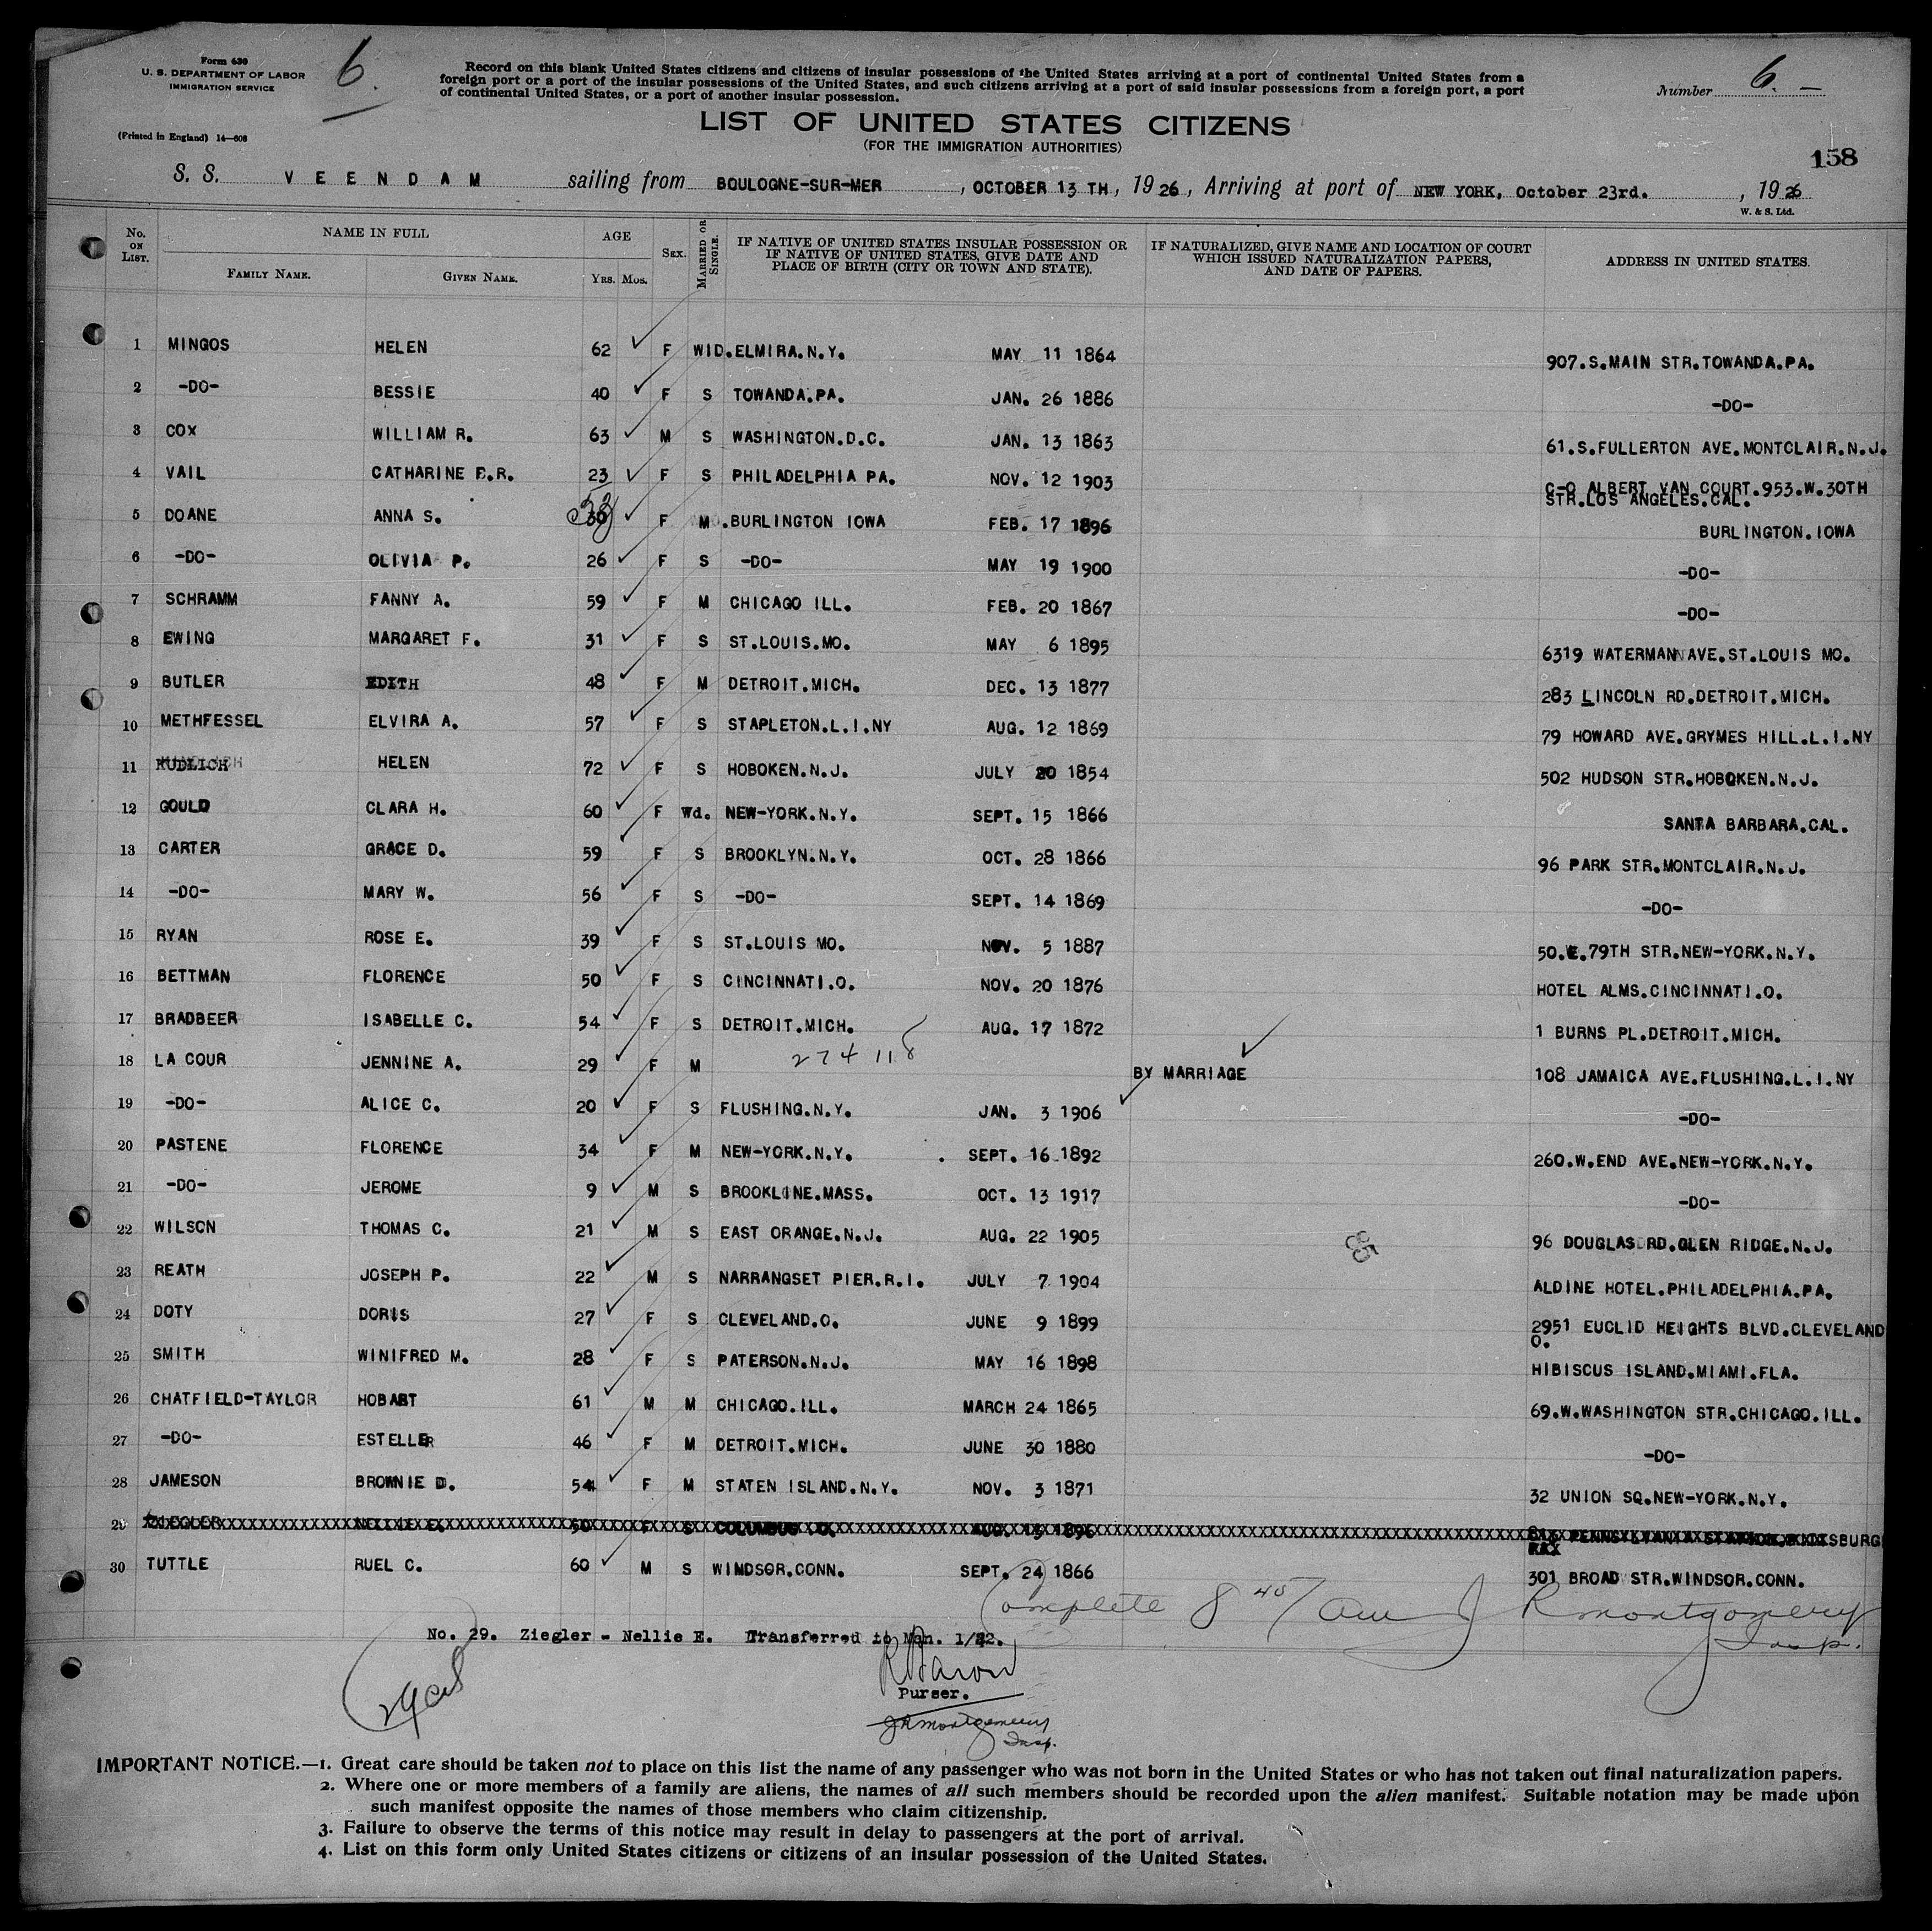 Form 630
U. S. DEPARTMENT OF LABOR
IMMIGRATION SERVICE
6.
Record on this blank United States citizens and citizens of insular possessions of the United States arriving at a port of continental United States from a
foreign port or a port of the insular possessions of the United States, and such citizens arriving at a port of said insular possessions from a foreign port, a port
of continental United States, or a port of another insular possession.
Number 6. —
(Printed in England) 14—608
LIST OF UNITED STATES CITIZENS
(FOR THE IMMIGRATION AUTHORITIES)
158
S. S. VEENDAM sailing from BOULOGNE-SUR-MER, OCTOBER 13 TH, 1926, Arriving at port of NEW YORK, October 23rd., 1926
W. & S. Ltd.
No. ON LIST. NAME IN FULL FAMILY NAME. GIVEN NAME. AGE YRS. MOS. SEX. MARRIED OR SINGLE. IF NATIVE OF UNITED STATES INSULAR POSSESSION OR IF NATIVE OF UNITED STATES, GIVE DATE AND PLACE OF BIRTH (CITY OR TOWN AND STATE). IF NATURALIZED, GIVE NAME AND LOCATION OF COURT WHICH ISSUED NATURALIZATION PAPERS, AND DATE OF PAPERS. ADDRESS IN UNITED STATES.
1 MINGOS HELEN 62 F WID. ELMIRA.N.Y. MAY 11 1864 907.S.MAIN STR.TOWANDA.PA.
2 -DO- BESSIE 40 F S TOWANDA.PA. JAN. 26 1886 -DO-
3 COX WILLIAM R. 63 M S WASHINGTON.D.C. JAN. 13 1863 61.S.FULLERTON AVE.MONTCLAIR.N.J.
4 VAIL CATHARINE E.R. 23 F S PHILADELPHIA PA. NOV. 12 1903 C-O ALBERT VAN COURT.953.W.30TH
STR.LOS ANGELES.CAL.
5 DOANE ANNA S. 30 F M. BURLINGTON IOWA FEB. 17 1896 BURLINGTON.IOWA
6 -DO- OLIVIA P. 26 F S -DO- MAY 19 1900 -DO-
7 SCHRAMM FANNY A. 59 F M CHICAGO ILL. FEB. 20 1867 -DO-
8 EWING MARGARET F. 31 F S ST.LOUIS.MO. MAY 6 1895 6319 WATERMAN AVE.ST.LOUIS MO.
9 BUTLER EDITH 48 F M DETROIT.MICH. DEC. 13 1877 283 LINCOLN RD.DETROIT.MICH.
10 METHFESSEL ELVIRA A. 57 F S STAPLETON.L.I.NY AUG. 12 1869 79 HOWARD AVE.GRYMES HILL.L.I.NY
11 KUDLICH HELEN 72 F S HOBOKEN.N.J. JULY 20 1854 502 HUDSON STR.HOBOKEN.N.J.
12 GOULD CLARA H. 60 F Wd. NEW-YORK.N.Y. SEPT. 15 1866 SANTA BARBARA.CAL.
13 CARTER GRACE D. 59 F S BROOKLYN.N.Y. OCT. 28 1866 96 PARK STR.MONTCLAIR.N.J.
14 -DO- MARY W. 56 F S -DO- SEPT. 14 1869 -DO-
15 RYAN ROSE E. 39 F S ST.LOUIS MO. NOV. 5 1887 50.E.79TH STR.NEW-YORK.N.Y.
16 BETTMAN FLORENCE 50 F S CINCINNATI.O. NOV. 20 1876 HOTEL ALMS.CINCINNATI.O.
17 BRADBEER ISABELLE C. 54 F S DETROIT.MICH. AUG. 17 1872 1 BURNS PL.DETROIT.MICH.
18 LA COUR JENNINE A. 29 F M 274 118 BY MARRIAGE 108 JAMAICA AVE.FLUSHING.L.I.NY
19 -DO- ALICE C. 20 F S FLUSHING.N.Y. JAN. 3 1906 -DO-
20 PASTENE FLORENCE 34 F M NEW-YORK.N.Y. SEPT. 16 1892 260.W.END AVE.NEW-YORK.N.Y.
21 -DO- JEROME 9 M S BROOKLINE.MASS. OCT. 13 1917 -DO-
22 WILSON THOMAS C. 21 M S EAST ORANGE.N.J. AUG. 22 1905 85 96 DOUGLAS RD.GLEN RIDGE.N.J.
23 REATH JOSEPH P. 22 M S NARRANGSET PIER.R.I. JULY 7 1904 ALDINE HOTEL.PHILADELPHIA.PA.
24 DOTY DORIS 27 F S CLEVELAND.O. JUNE 9 1899 2951 EUCLID HEIGHTS BLVD.CLEVELAND
O.
25 SMITH WINIFRED M. 28 F S PATERSON.N.J. MAY 16 1898 HIBISCUS ISLAND.MIAMI.FLA.
26 CHATFIELD-TAYLOR HOBART 61 M M CHICAGO.ILL. MARCH 24 1865 69.W.WASHINGTON STR.CHICAGO.ILL.
27 -DO- ESTELLE 46 F M DETROIT.MICH. JUNE 30 1880 -DO-
28 JAMESON BROWNIE D. 54 F M STATEN ISLAND.N.Y. NOV. 3 1871 32 UNION SQ.NEW-YORK.N.Y.
29 ZIEGLER NELLIE E. 30 F S COLUMBUS O. AUG. 15 1896 PENNSYLVANIA STATION.PITTSBURG
30 TUTTLE RUEL C. 60 M S WINDSOR.CONN. SEPT. 24 1866 301 BROAD STR.WINDSOR.CONN.
Complete 8 45/ am J R Montgomery
Insp.
No. 29. Ziegler - Nellie E. Transferred to Man. 1/22.
R Baron
Purser.
J R Montgomery
Insp.
IMPORTANT NOTICE.—1. Great care should be taken not to place on this list the name of any passenger who was not born in the United States or who has not taken out final naturalization papers.
2. Where one or more members of a family are aliens, the names of all such members should be recorded upon the alien manifest. Suitable notation may be made upon
such manifest opposite the names of those members who claim citizenship.
3. Failure to observe the terms of this notice may result in delay to passengers at the port of arrival.
4. List on this form only United States citizens or citizens of an insular possession of the United States.